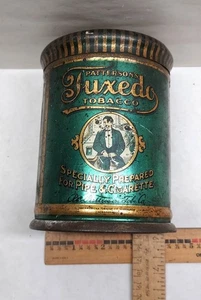 PATTERSON'S
Tuxedo
TOBACCO
SPECIALLY PREPARED
FOR PIPE & CIGARETTE